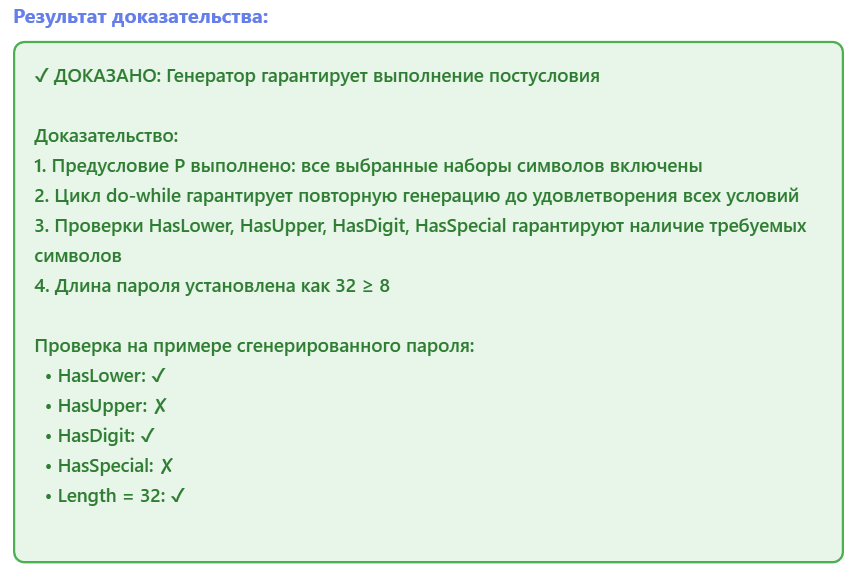 Результат доказательства:
✓ ДОКАЗАНО: Генератор гарантирует выполнение постусловия
Доказательство:
1. Предусловие P выполнено: все выбранные наборы символов включены
2. Цикл do-while гарантирует повторную генерацию до удовлетворения всех условий
3. Проверки HasLower, HasUpper, HasDigit, HasSpecial гарантируют наличие требуемых
символов
4. Длина пароля установлена как 32 ≥ 8
Проверка на примере сгенерированного пароля:
• HasLower: ✓
• HasUpper: ✗
• HasDigit: ✓
• HasSpecial: ✗
• Length = 32: ✓